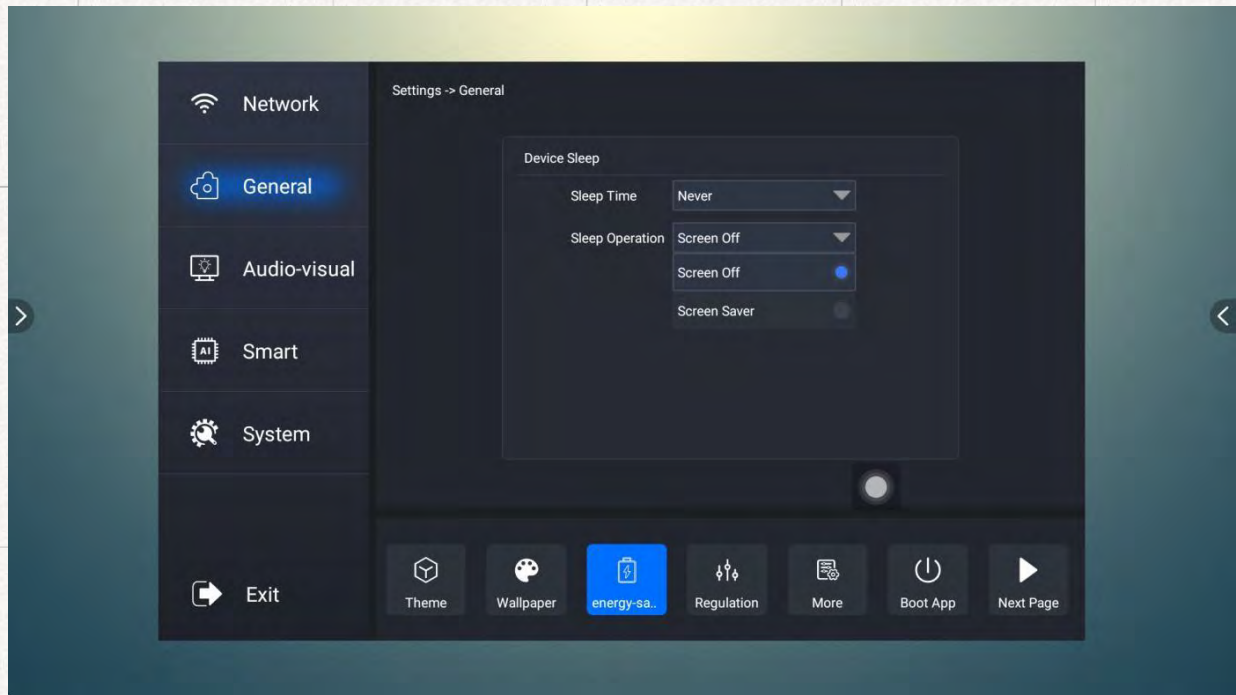 Network
General
Audio-visual
AI
Smart
System
Exit
Settings -> General
Device Sleep
Sleep Time
Never
Sleep Operation
Screen Off
Screen Off
Screen Saver
Theme
Wallpaper
energy-sa..
Regulation
More
Boot App
Next Page